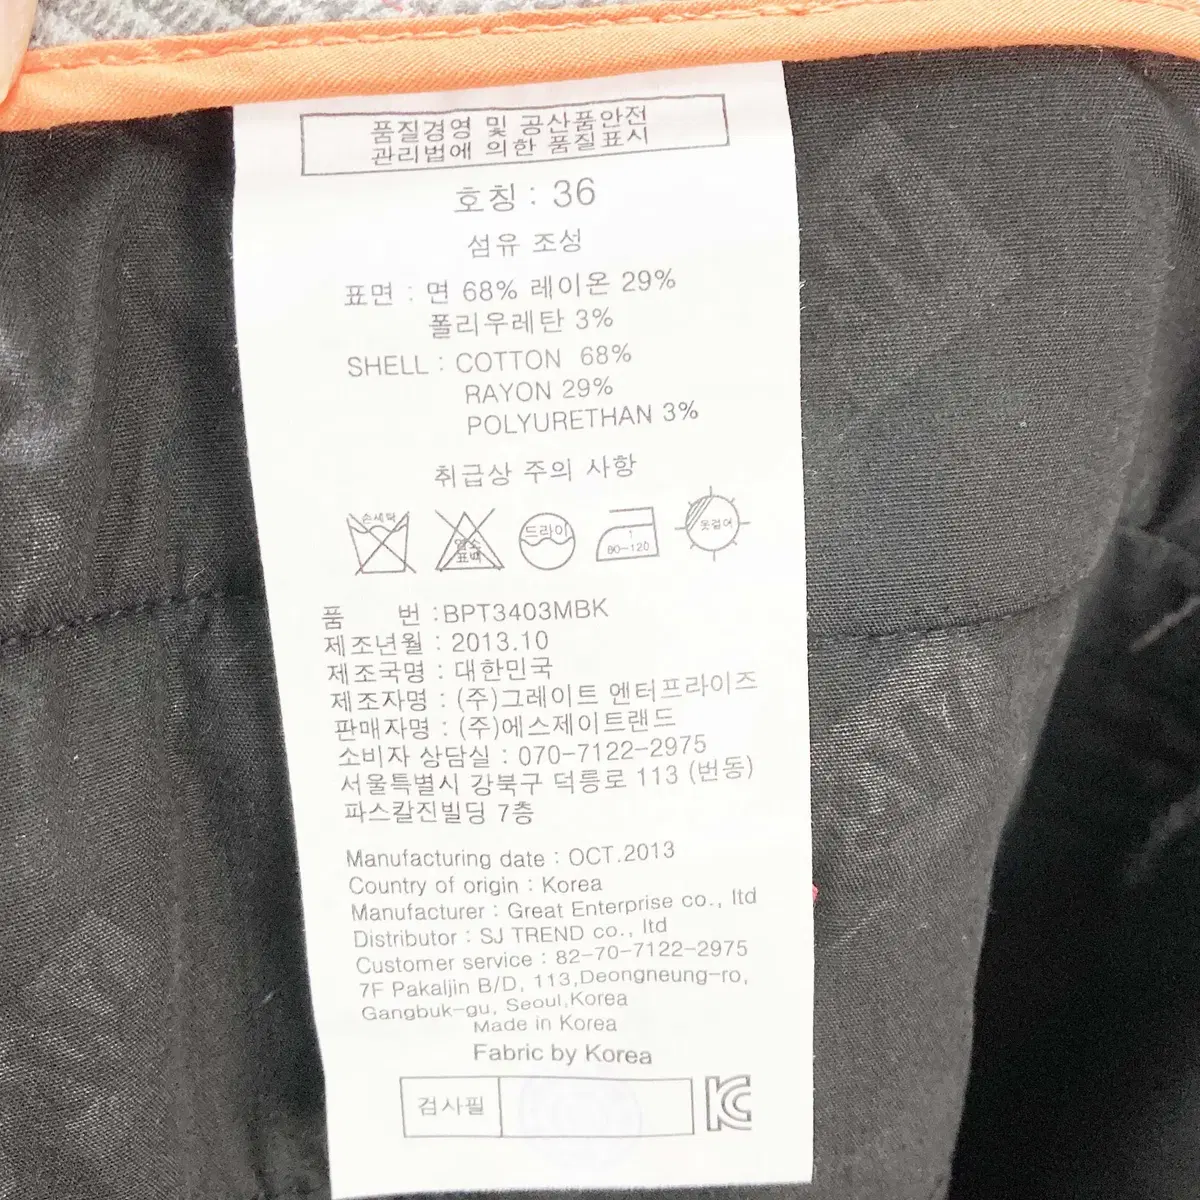 품질경영 및 공산품안전
관리법에 의한 품질표시
호칭 : 36
섬유 조성
표면 : 면 68% 레이온 29%
폴리우레탄 3%
SHELL : COTTON 68%
RAYON 29%
POLYURETHAN 3%
취급상 주의 사항
손세탁
염소
표백
드라이
1
80-120
옷걸이
품 번 :BPT3403MBK
제조년월 : 2013.10
제조국명 : 대한민국
제조자명 : (주)그레이트 엔터프라이즈
판매자명 : (주)에스제이트랜드
소비자 상담실 : 070-7122-2975
서울특별시 강북구 덕릉로 113 (번동)
파스칼진빌딩 7층
Manufacturing date : OCT.2013
Country of origin : Korea
Manufacturer : Great Enterprise co., ltd
Distributor : SJ TREND co., ltd
Customer service : 82-70-7122-2975
7F Pakaljin B/D, 113,Deongneung-ro,
Gangbuk-gu, Seoul,Korea
Made in Korea
Fabric by Korea
검사필